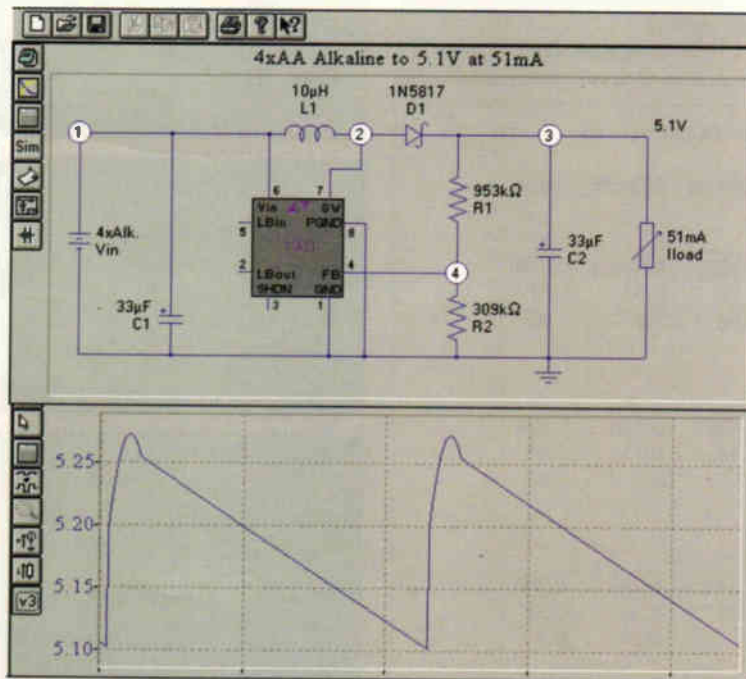 4xAA Alkaline to 5.1V at 51mA
10µH
L1
1N5817
D1
1
2
3
5.1V
Sim
6
7
Vin
SW
LBin
PGND
5
8
953kΩ
R1
4xAlk.
Vin
33µF
C2
51mA
Iload
2
LBout
FB
4
4
SHDN
GND
3
1
33µF
C1
309kΩ
R2
5.25
5.20
5.15
5.10
v3